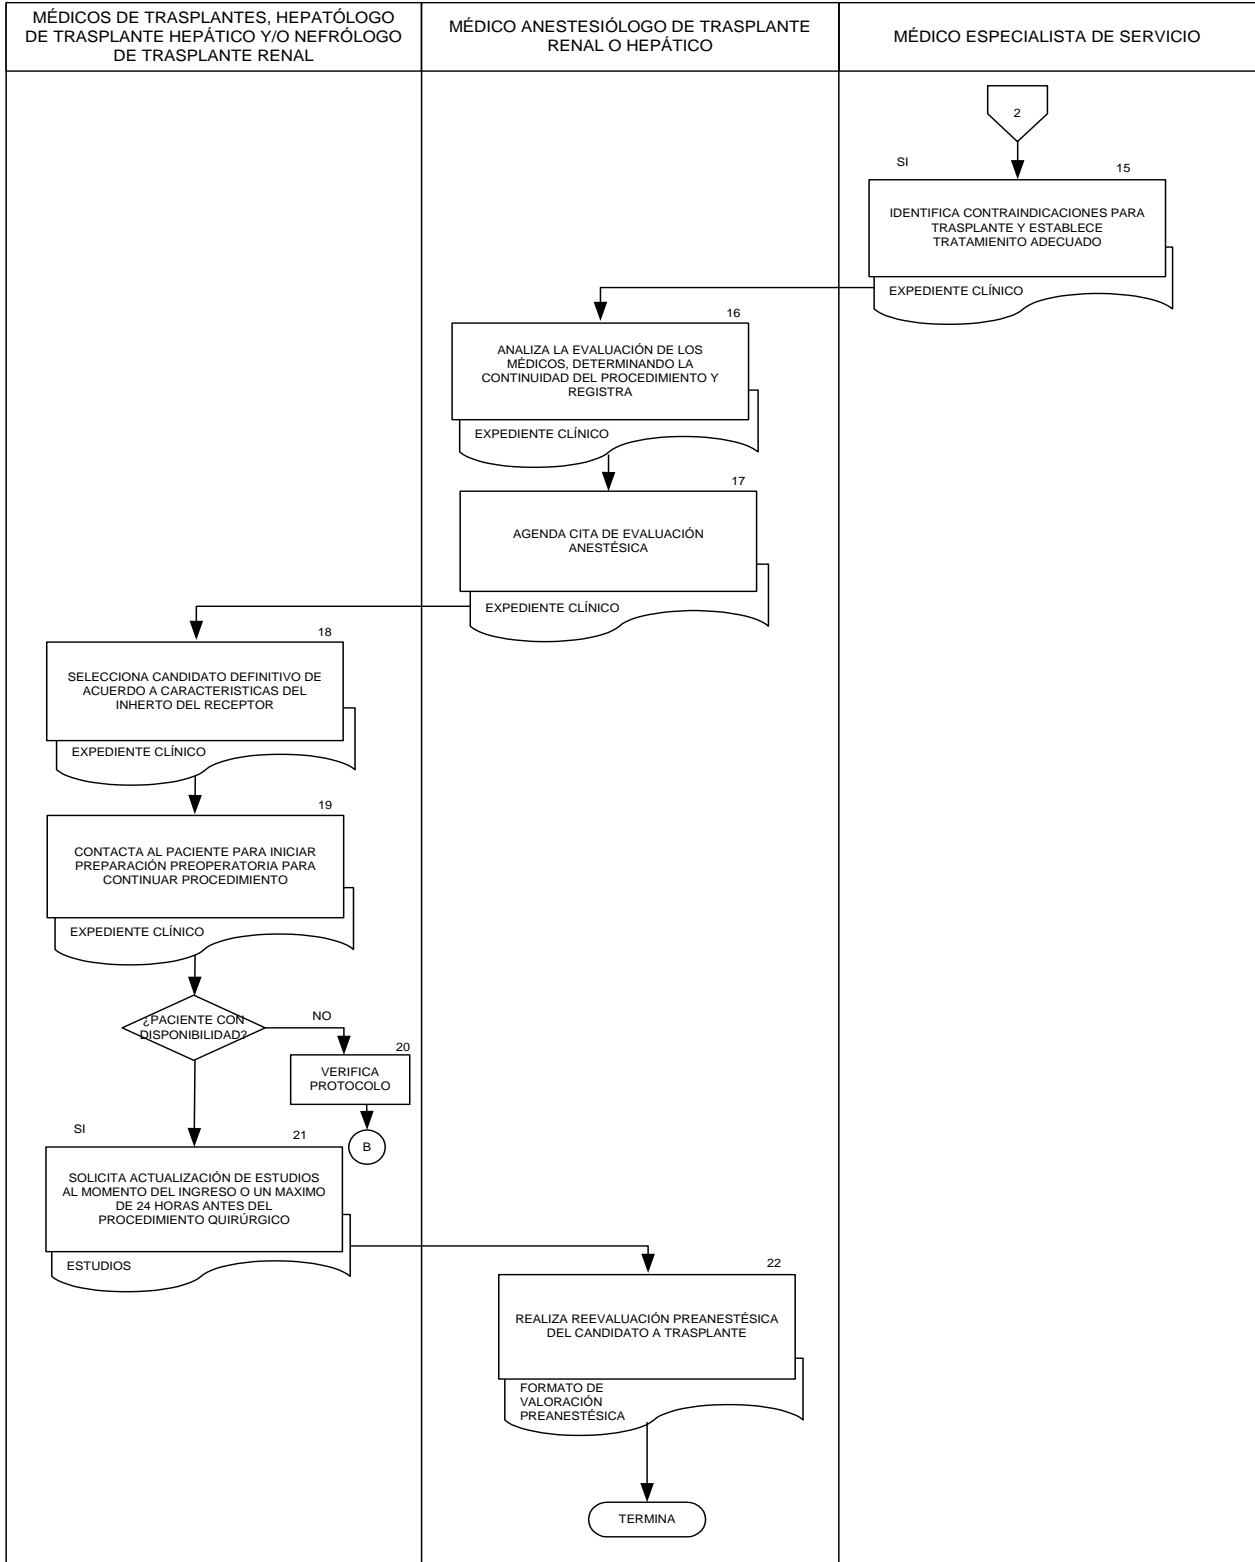 MÉDICOS DE TRASPLANTES, HEPATÓLOGO
DE TRASPLANTE HEPÁTICO Y/O NEFRÓLOGO
DE TRASPLANTE RENAL
MÉDICO ANESTESIÓLOGO DE TRASPLANTE
RENAL O HEPÁTICO
MÉDICO ESPECIALISTA DE SERVICIO
2
SI
15
IDENTIFICA CONTRAINDICACIONES PARA
TRASPLANTE Y ESTABLECE
TRATAMIENITO ADECUADO
EXPEDIENTE CLÍNICO
16
ANALIZA LA EVALUACIÓN DE LOS
MÉDICOS, DETERMINANDO LA
CONTINUIDAD DEL PROCEDIMIENTO Y
REGISTRA
EXPEDIENTE CLÍNICO
17
AGENDA CITA DE EVALUACIÓN
ANESTÉSICA
EXPEDIENTE CLÍNICO
18
SELECCIONA CANDIDATO DEFINITIVO DE
ACUERDO A CARACTERISTICAS DEL
INHERTO DEL RECEPTOR
EXPEDIENTE CLÍNICO
19
CONTACTA AL PACIENTE PARA INICIAR
PREPARACIÓN PREOPERATORIA PARA
CONTINUAR PROCEDIMIENTO
EXPEDIENTE CLÍNICO
¿PACIENTE CON
DISPONIBILIDAD?
NO
20
VERIFICA
PROTOCOLO
B
SI
21
SOLICITA ACTUALIZACIÓN DE ESTUDIOS
AL MOMENTO DEL INGRESO O UN MAXIMO
DE 24 HORAS ANTES DEL
PROCEDIMIENTO QUIRÚRGICO
ESTUDIOS
22
REALIZA REEVALUACIÓN PREANESTÉSICA
DEL CANDIDATO A TRASPLANTE
FORMATO DE
VALORACIÓN
PREANESTÉSICA
TERMINA